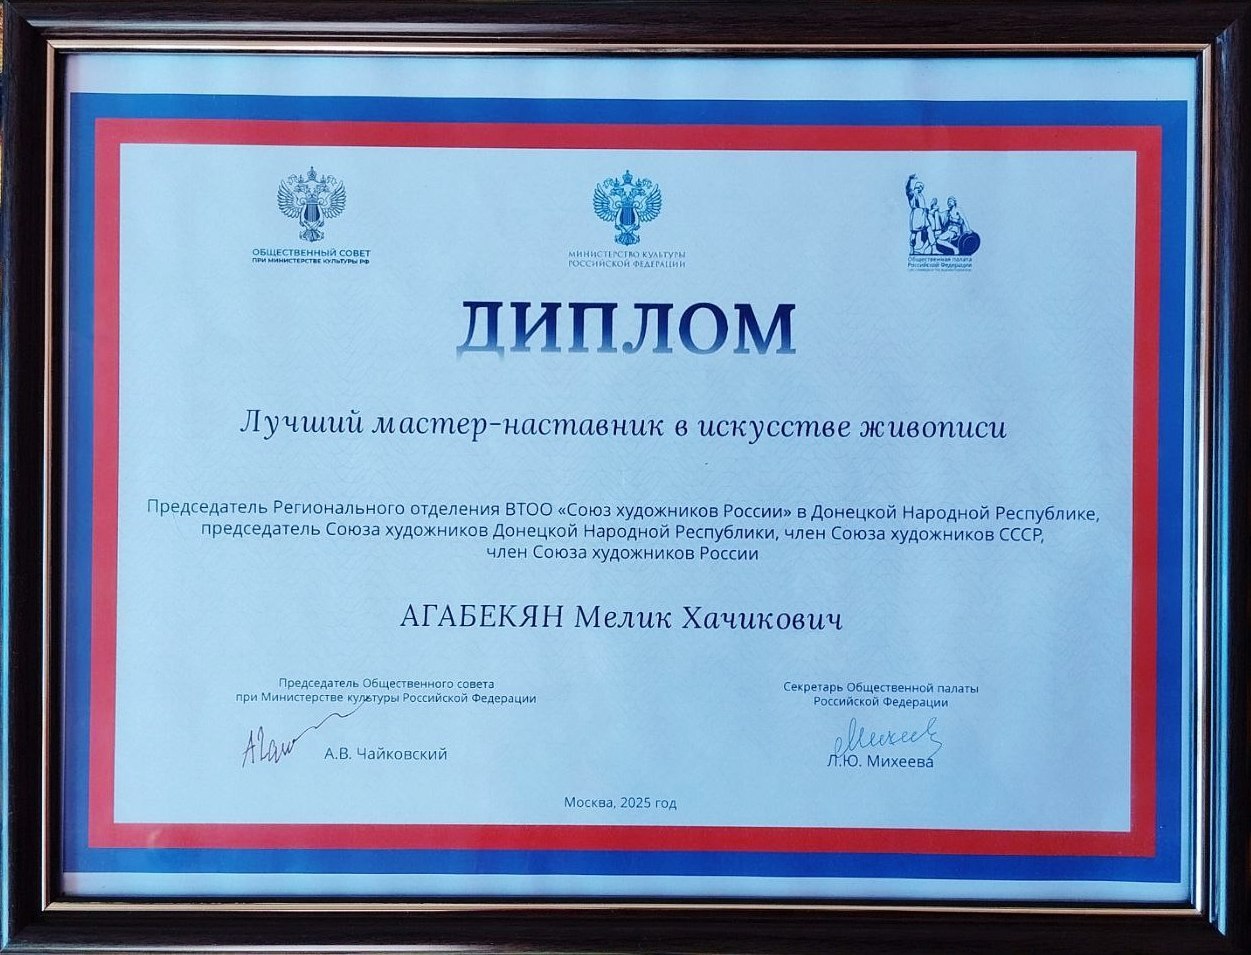 ОБЩЕСТВЕННЫЙ СОВЕТ
ПРИ МИНИСТЕРСТВЕ КУЛЬТУРЫ РФ
МИНИСТЕРСТВО КУЛЬТУРЫ
РОССИЙСКОЙ ФЕДЕРАЦИИ
Общественная палата
Российской Федерации
ДИПЛОМ
Лучший мастер-наставник в искусстве живописи
Председатель Регионального отделения ВТОО «Союз художников России» в Донецкой Народной Республике,
председатель Союза художников Донецкой Народной Республики, член Союза художников СССР,
член Союза художников России
АГАБЕКЯН Мелик Хачикович
Председатель Общественного совета
при Министерстве культуры Российской Федерации
А.В. Чайковский
Секретарь Общественной палаты
Российской Федерации
Л.Ю. Михеева
Москва, 2025 год